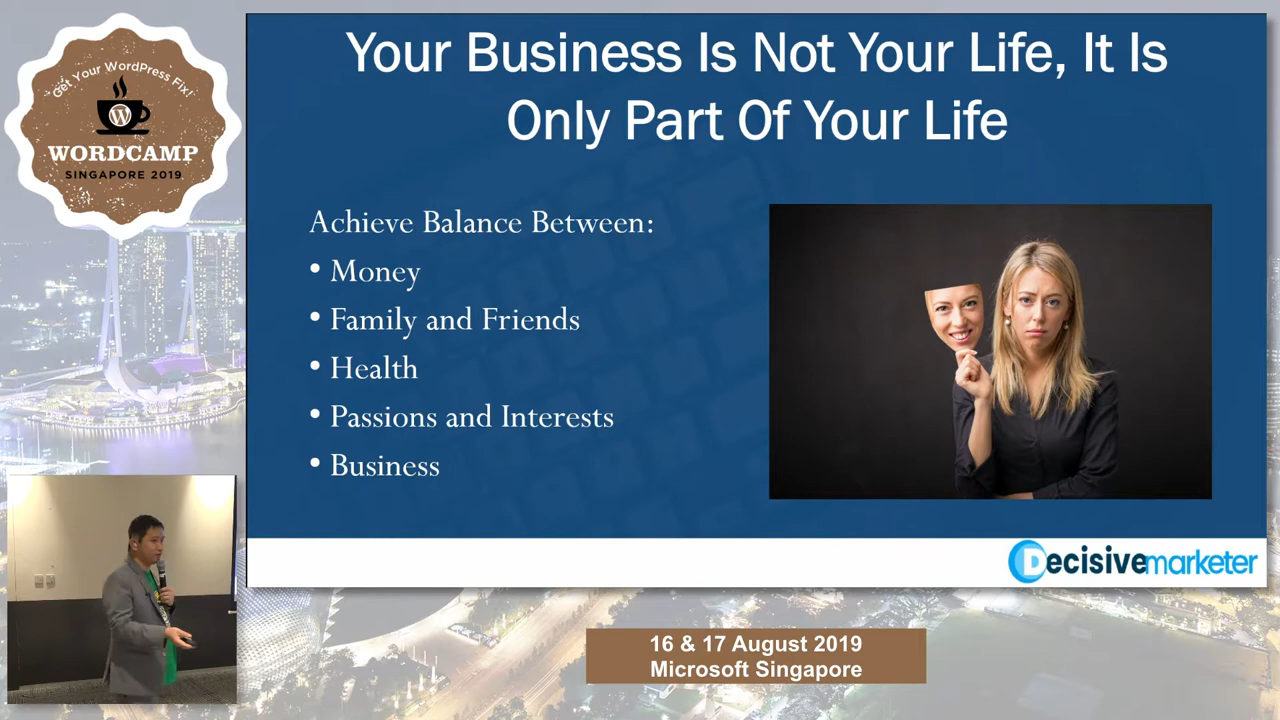 Get Your WordPress Fix!
WORDCAMP
SINGAPORE 2019
Your Business Is Not Your Life, It Is
Only Part Of Your Life
Achieve Balance Between:
• Money
• Family and Friends
• Health
• Passions and Interests
• Business
Decisivemarketer
16 & 17 August 2019
Microsoft Singapore